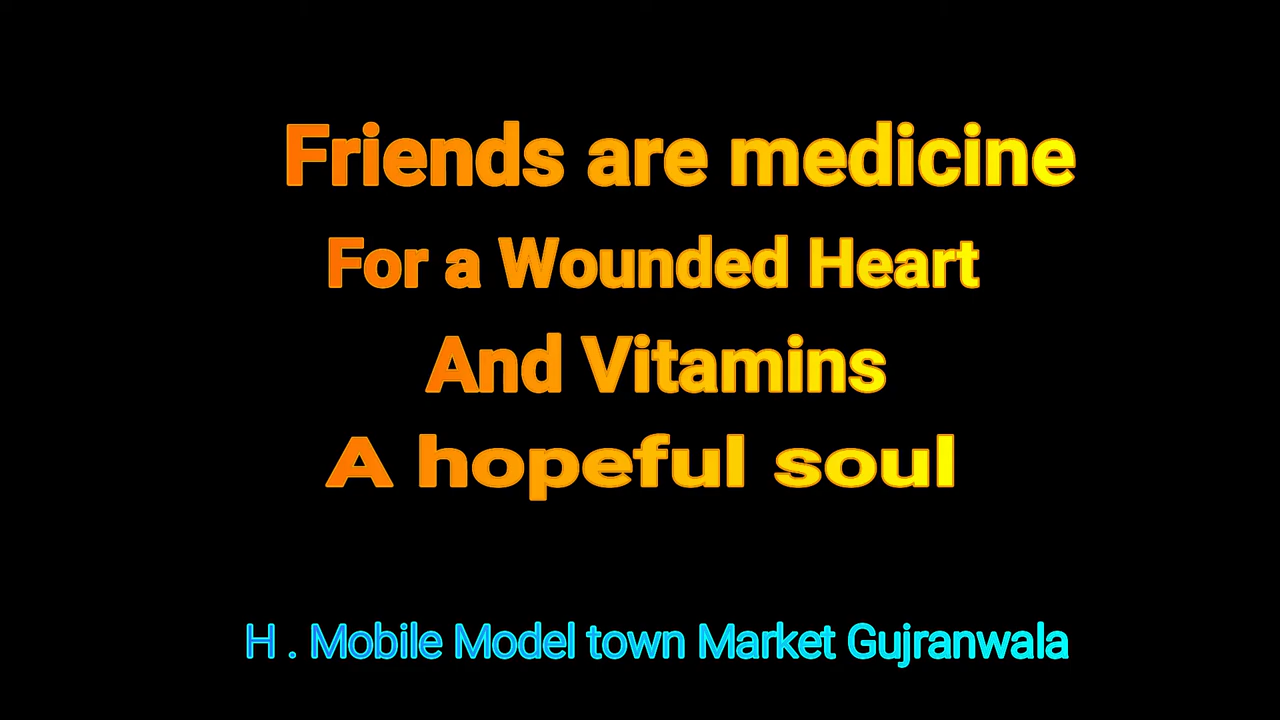 Friends are medicine
For a Wounded Heart
And Vitamins
A hopeful soul
H . Mobile Model town Market Gujranwala